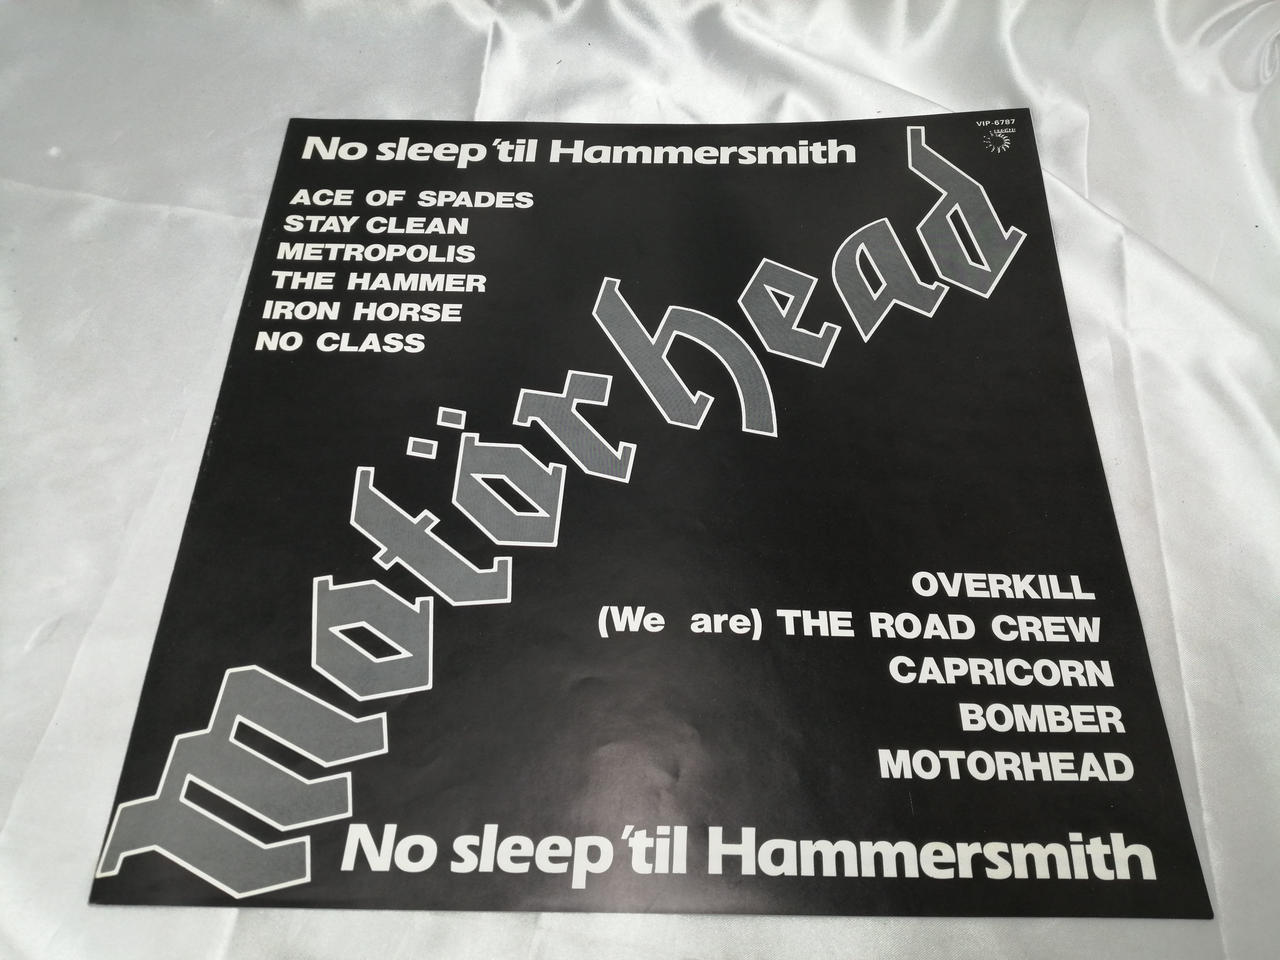 VIP-6787
No sleep 'til Hammersmith
ACE OF SPADES
STAY CLEAN
METROPOLIS
THE HAMMER
IRON HORSE
NO CLASS
motörhead
OVERKILL
(We are) THE ROAD CREW
CAPRICORN
BOMBER
MOTORHEAD
No sleep 'til Hammersmith